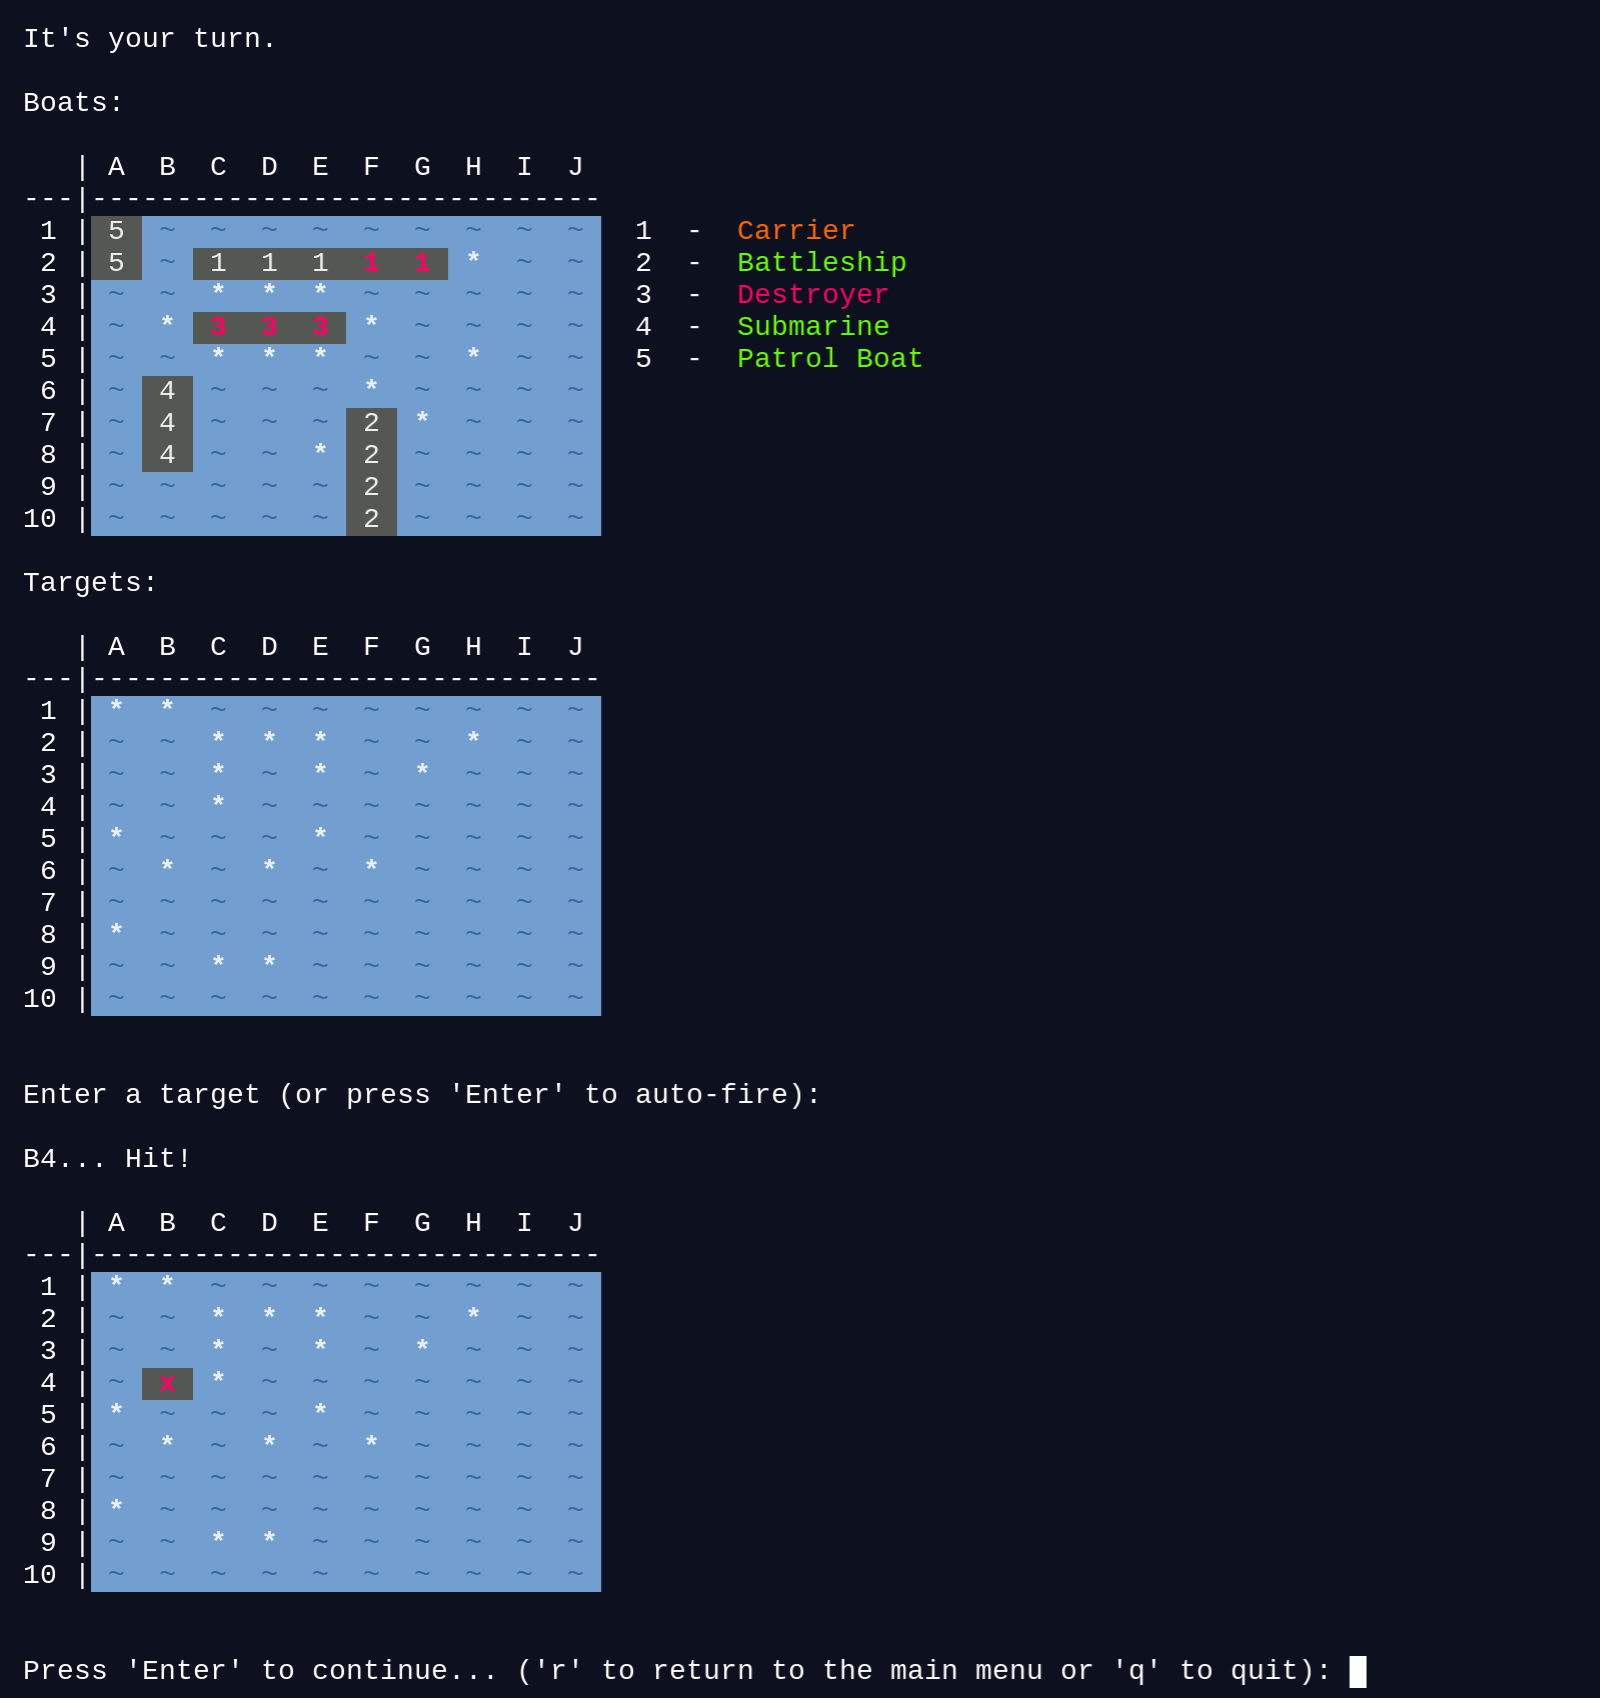 It's your turn.
Boats:
   | A  B  C  D  E  F  G  H  I  J
---|------------------------------
 1 | 5  ~  ~  ~  ~  ~  ~  ~  ~  ~   1  -  Carrier
 2 | 5  ~  1  1  1  1  1  *  ~  ~   2  -  Battleship
 3 | ~  ~  *  *  *  ~  ~  ~  ~  ~   3  -  Destroyer
 4 | ~  *  3  3  3  *  ~  ~  ~  ~   4  -  Submarine
 5 | ~  ~  *  *  *  ~  ~  *  ~  ~   5  -  Patrol Boat
 6 | ~  4  ~  ~  ~  *  ~  ~  ~  ~
 7 | ~  4  ~  ~  ~  2  *  ~  ~  ~
 8 | ~  4  ~  ~  *  2  ~  ~  ~  ~
 9 | ~  ~  ~  ~  ~  2  ~  ~  ~  ~
10 | ~  ~  ~  ~  ~  2  ~  ~  ~  ~
Targets:
   | A  B  C  D  E  F  G  H  I  J
---|------------------------------
 1 | *  *  ~  ~  ~  ~  ~  ~  ~  ~
 2 | ~  ~  *  *  *  ~  ~  *  ~  ~
 3 | ~  ~  *  ~  *  ~  *  ~  ~  ~
 4 | ~  ~  *  ~  ~  ~  ~  ~  ~  ~
 5 | *  ~  ~  ~  *  ~  ~  ~  ~  ~
 6 | ~  *  ~  *  ~  *  ~  ~  ~  ~
 7 | ~  ~  ~  ~  ~  ~  ~  ~  ~  ~
 8 | *  ~  ~  ~  ~  ~  ~  ~  ~  ~
 9 | ~  ~  *  *  ~  ~  ~  ~  ~  ~
10 | ~  ~  ~  ~  ~  ~  ~  ~  ~  ~
Enter a target (or press 'Enter' to auto-fire):
B4... Hit!
   | A  B  C  D  E  F  G  H  I  J
---|------------------------------
 1 | *  *  ~  ~  ~  ~  ~  ~  ~  ~
 2 | ~  ~  *  *  *  ~  ~  *  ~  ~
 3 | ~  ~  *  ~  *  ~  *  ~  ~  ~
 4 | ~  x  *  ~  ~  ~  ~  ~  ~  ~
 5 | *  ~  ~  ~  *  ~  ~  ~  ~  ~
 6 | ~  *  ~  *  ~  *  ~  ~  ~  ~
 7 | ~  ~  ~  ~  ~  ~  ~  ~  ~  ~
 8 | *  ~  ~  ~  ~  ~  ~  ~  ~  ~
 9 | ~  ~  *  *  ~  ~  ~  ~  ~  ~
10 | ~  ~  ~  ~  ~  ~  ~  ~  ~  ~
Press 'Enter' to continue... ('r' to return to the main menu or 'q' to quit):